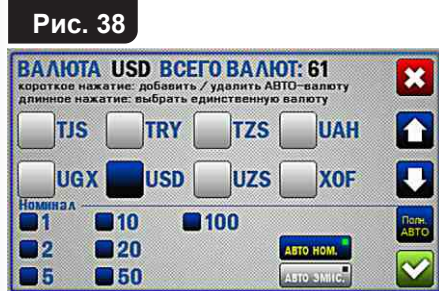 Рис. 38
ВАЛЮТА USD ВСЕГО ВАЛЮТ: 61
короткое нажатие: добавить / удалить АВТО-валюту
длинное нажатие: выбрать единственную валюту
TJS TRY TZS UAH
UGX USD UZS XOF
Номинал
1 10 100
Полн. АВТО
2 20 АВТО НОМ.
5 50 АВТО ЭМИС.